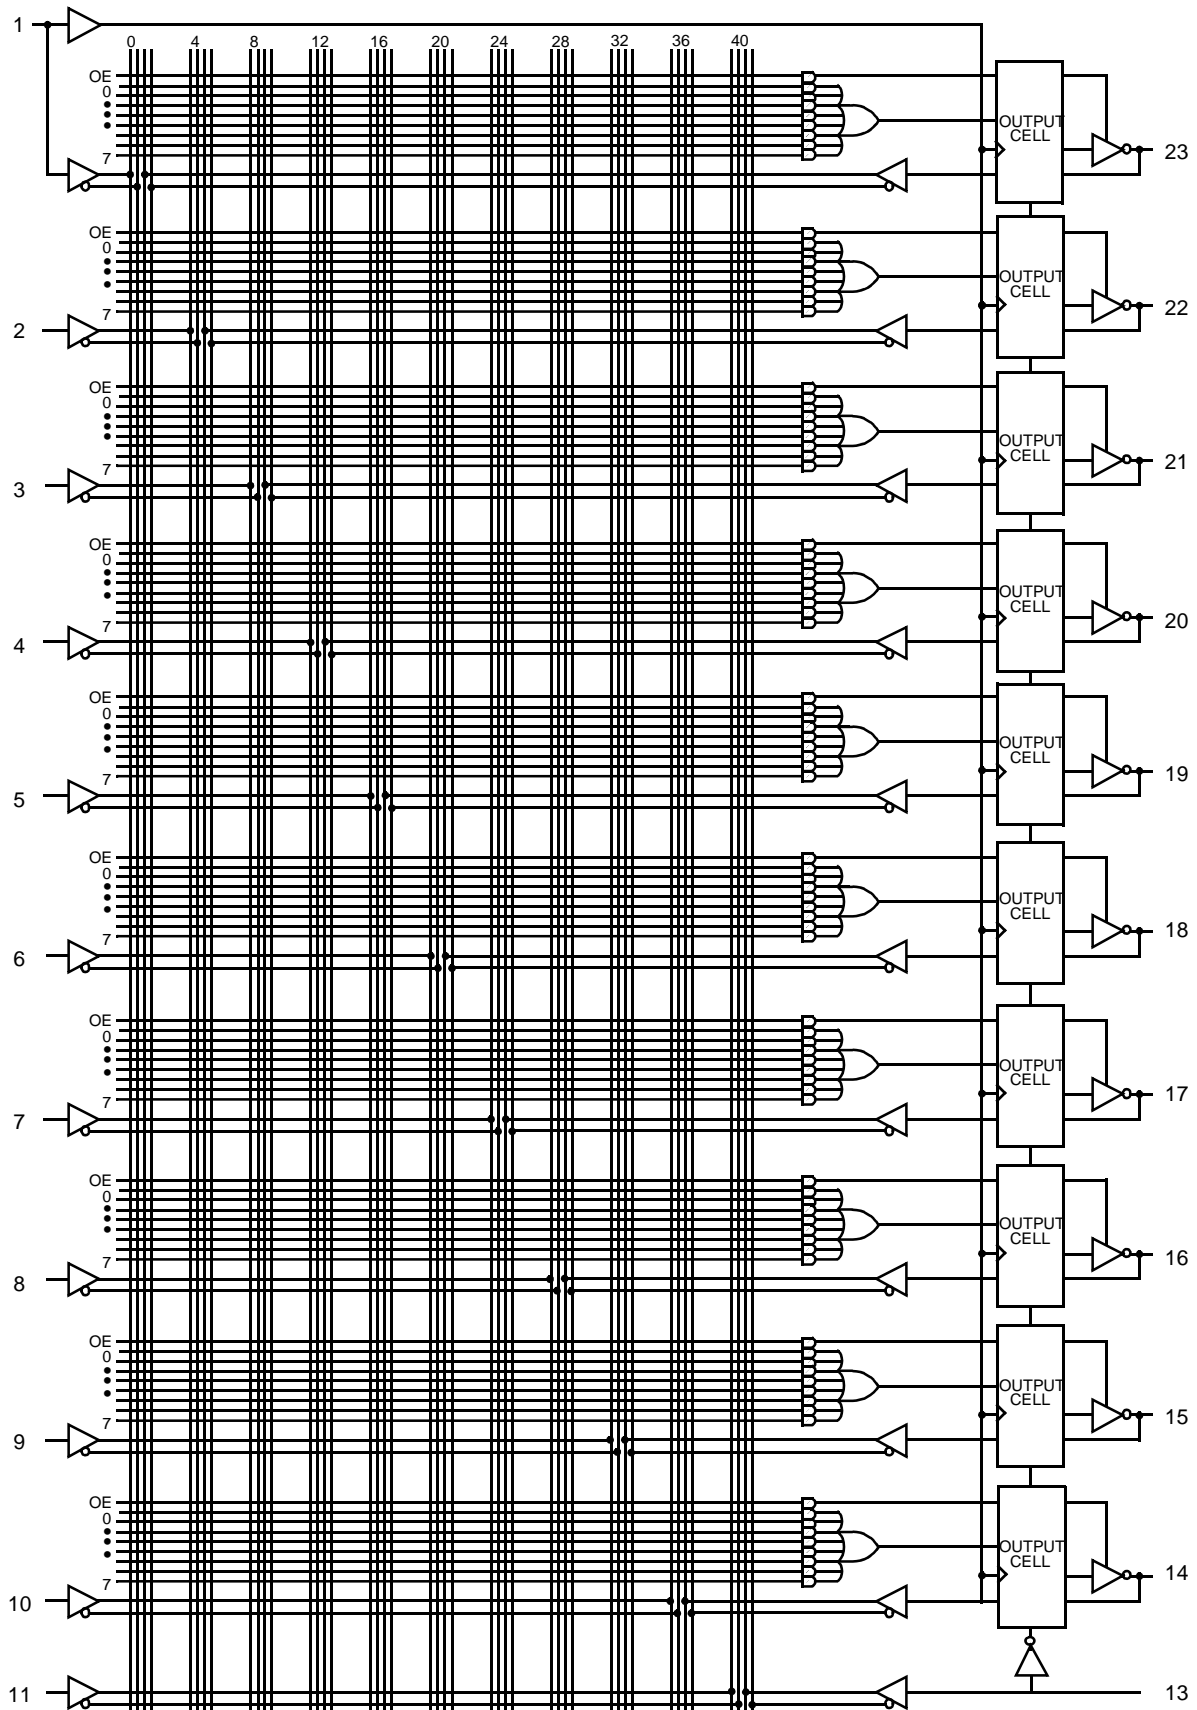 1
0 4 8 12 16 20 24 28 32 36 40
OE
0
7
OUTPUT
CELL
23
OE
0
7
2
OUTPUT
CELL
22
OE
0
7
3
OUTPUT
CELL
21
OE
0
7
4
OUTPUT
CELL
20
OE
0
7
5
OUTPUT
CELL
19
OE
0
7
6
OUTPUT
CELL
18
OE
0
7
7
OUTPUT
CELL
17
OE
0
7
8
OUTPUT
CELL
16
OE
0
7
9
OUTPUT
CELL
15
OE
0
7
10
OUTPUT
CELL
14
11
13